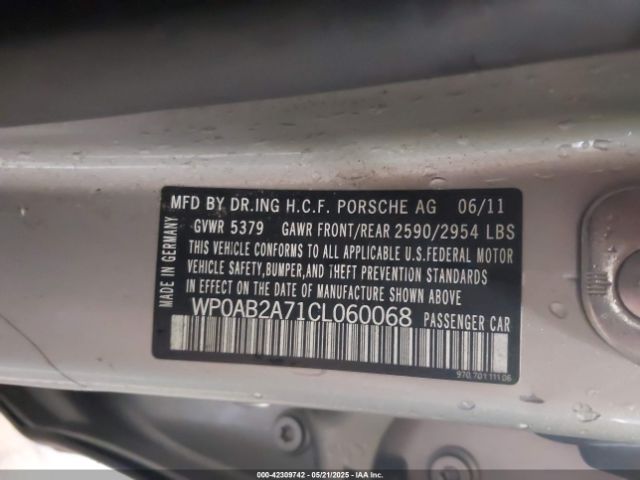 MFD BY DR.ING H.C.F. PORSCHE AG 06/11
GVWR 5379 GAWR FRONT/REAR 2590/2954 LBS
THIS VEHICLE CONFORMS TO ALL APPLICABLE U.S.FEDERAL MOTOR
VEHICLE SAFETY,BUMPER,AND THEFT PREVENTION STANDARDS
IN EFFECT ON THE DATE OF MANUFACTURE SHOWN ABOVE.
WP0AB2A71CL060068 PASSENGER CAR
970.701.111.06
MADE IN GERMANY
000-42309742 05/21/2025 - IAAI